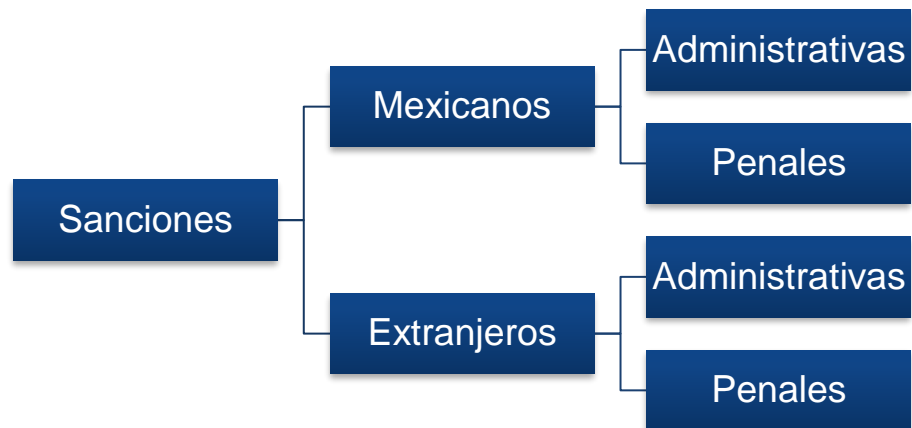 Sanciones
Mexicanos
Administrativas
Penales
Extranjeros
Administrativas
Penales